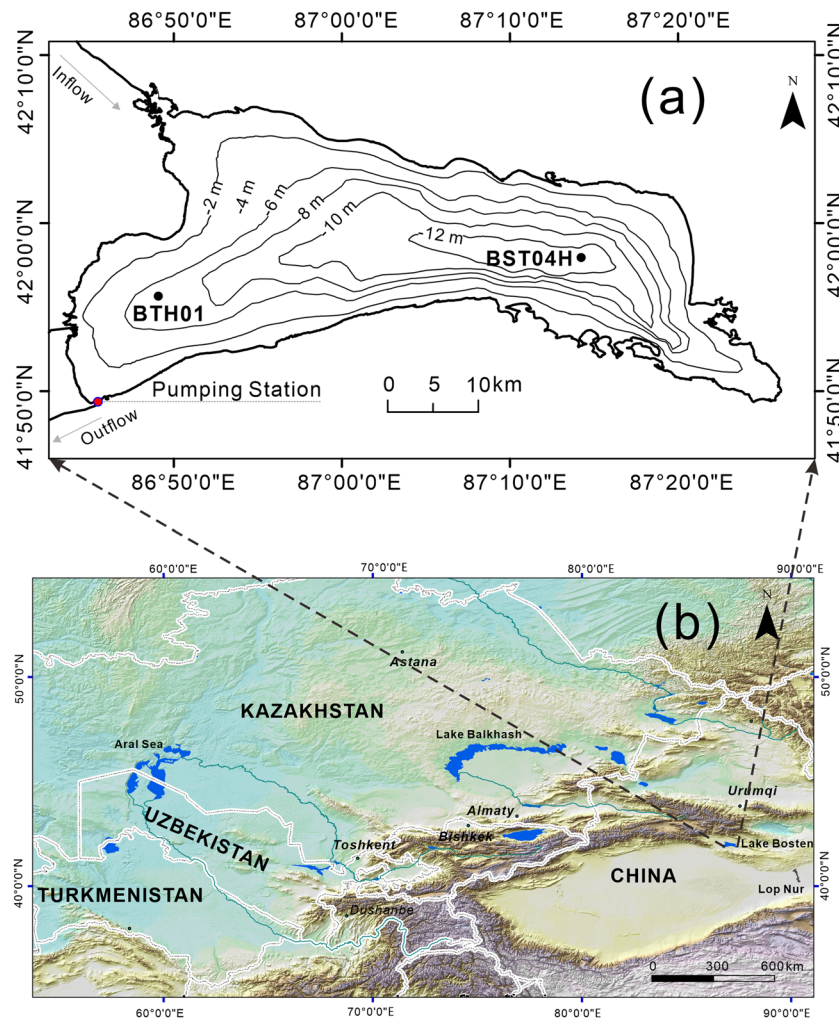 86°50'0"E 87°00'0"E 87°10'0"E 87°20'0"E
42°10'0"N
42°10'0"N
Inflow
(a)
N
-2 m
-4 m
-6 m
8 m
-10 m
-12 m
42°00'0"N
42°00'0"N
BST04H
BTH01
Pumping Station
0 5 10km
Outflow
41°50'0"N
41°50'0"N
86°50'0"E 87°00'0"E 87°10'0"E 87°20'0"E
60°0'0"E 70°0'0"E 80°0'0"E 90°0'0"E
(b)
N
50°0'0"N
50°0'0"N
Astana
KAZAKHSTAN
Aral Sea
Lake Balkhash
Urumqi
Almaty
UZBEKISTAN
Bishkek
Toshkent
Lake Bosten
CHINA
40°0'0"N
40°0'0"N
TURKMENISTAN
Lop Nur
Dushanbe
0 300 600km
60°0'0"E 70°0'0"E 80°0'0"E 90°0'0"E